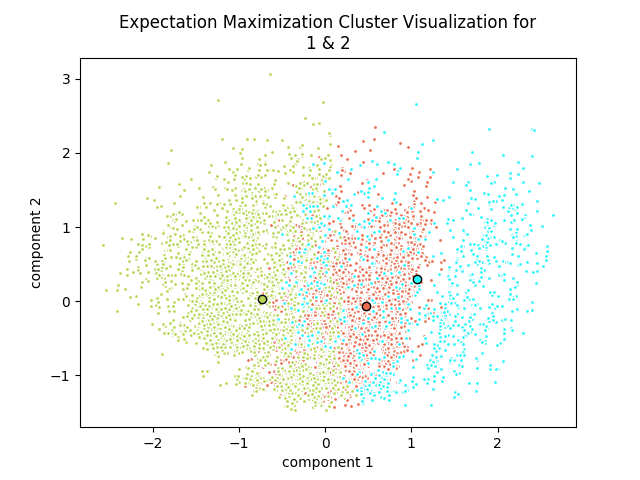 Expectation Maximization Cluster Visualization for
1 & 2
3
2
1
0
−1
component 2
−2
−1
0
1
2
component 1